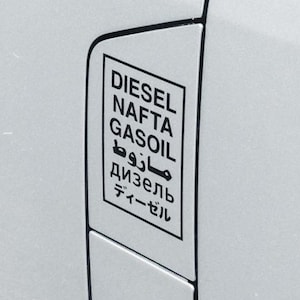 DIESEL
NAFTA
GASOIL
مازوط
дизель
ディーゼル